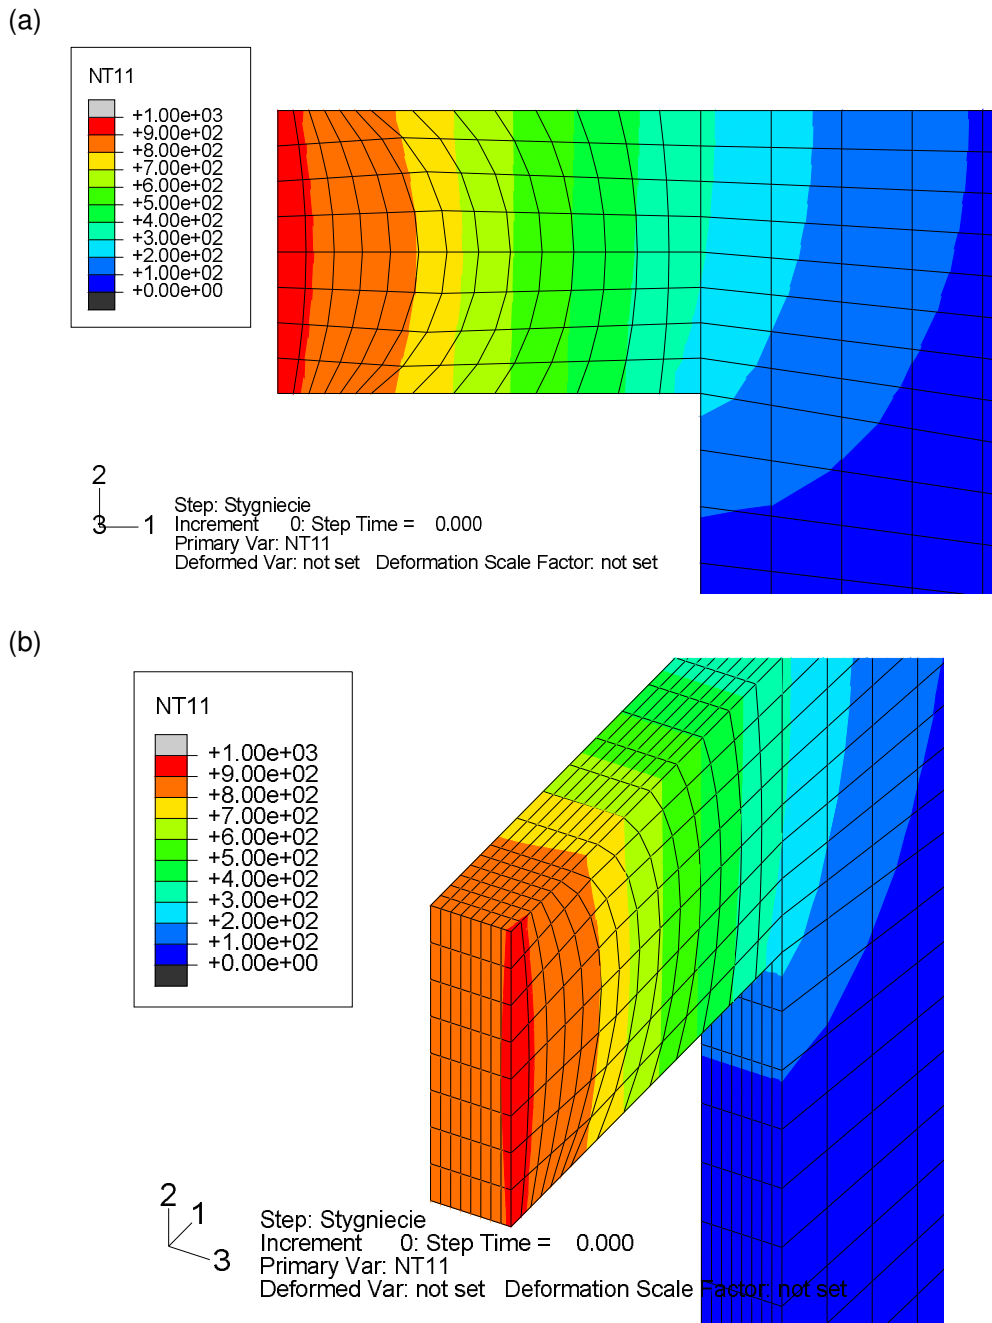 (a)
NT11
+1.00e+03
+9.00e+02
+8.00e+02
+7.00e+02
+6.00e+02
+5.00e+02
+4.00e+02
+3.00e+02
+2.00e+02
+1.00e+02
+0.00e+00
2
3 1
Step: Stygniecie
Increment 0: Step Time = 0.000
Primary Var: NT11
Deformed Var: not set Deformation Scale Factor: not set
(b)
NT11
+1.00e+03
+9.00e+02
+8.00e+02
+7.00e+02
+6.00e+02
+5.00e+02
+4.00e+02
+3.00e+02
+2.00e+02
+1.00e+02
+0.00e+00
2
1
3
Step: Stygniecie
Increment 0: Step Time = 0.000
Primary Var: NT11
Deformed Var: not set Deformation Scale Factor: not set